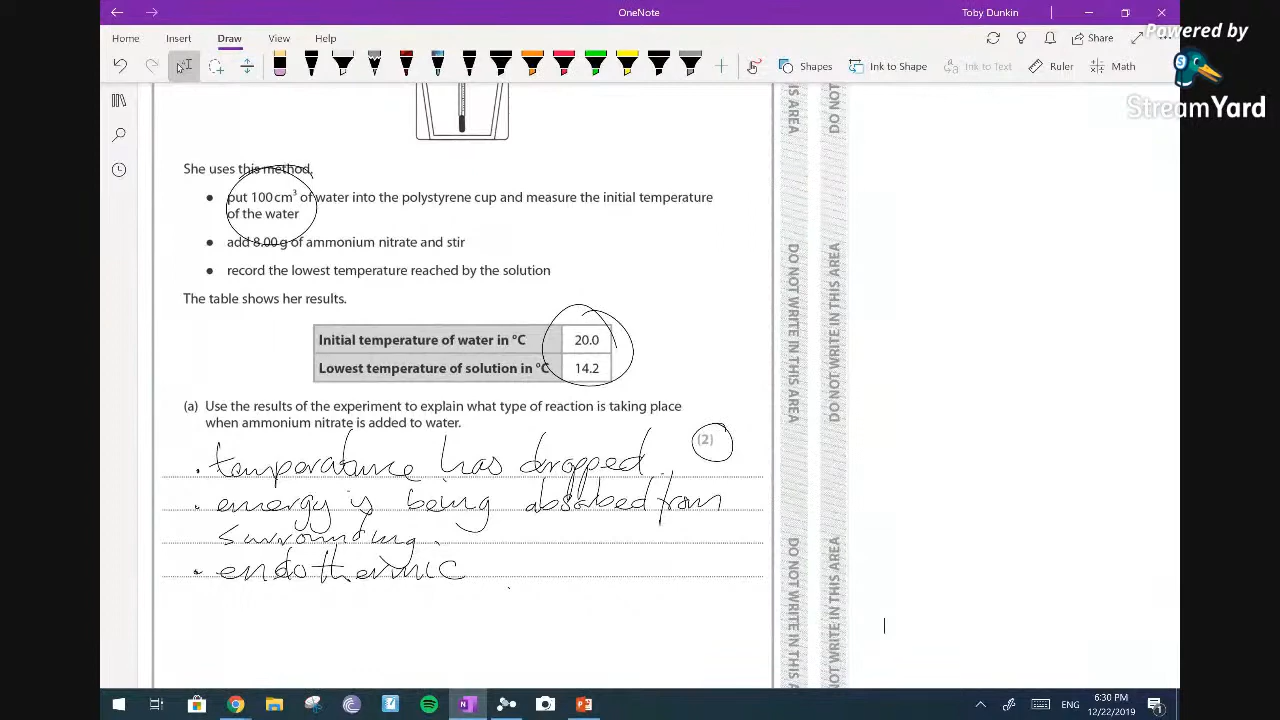 OneNote
Toby Dunkin
Home Insert Draw View Help
Share
Shapes Ink to Shape Ink to Text Ruler Math
Powered by
StreamYard
She uses this method.
● put 100 cm³ of water into the polystyrene cup and measure the initial temperature
of the water
● add 8.00 g of ammonium nitrate and stir
● record the lowest temperature reached by the solution
The table shows her results.
Initial temperature of water in °C 20.0
Lowest temperature of solution in °C 14.2
(a) Use the results of the experiment to explain what type of reaction is taking place
when ammonium nitrate is added to water.
(2)
. temperature has dropped.
. energy is being absorbed from
surrounding.
. endothermic
IS AREA
DO NOT WRITE IN THIS AREA
DO NOT WRITE IN THIS A
DO NOT
DO NOT WRITE IN THIS AREA
NOT WRITE IN THIS AREA
ENG
6:30 PM
12/22/2019
1